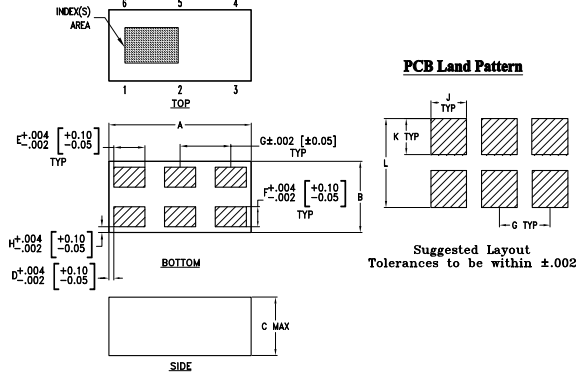 6 5 4
INDEX(S)
AREA
1 2 3
TOP
PCB Land Pattern
J
TYP
K TYP
L
G TYP
Suggested Layout
Tolerances to be within ±.002
A
E+.004 -.002 [+0.10 -0.05]
TYP
G±.002 [±0.05]
TYP
F+.004 -.002 [+0.10 -0.05]
TYP
B
H+.004 -.002 [+0.10 -0.05]
D+.004 -.002 [+0.10 -0.05]
BOTTOM
C MAX
SIDE